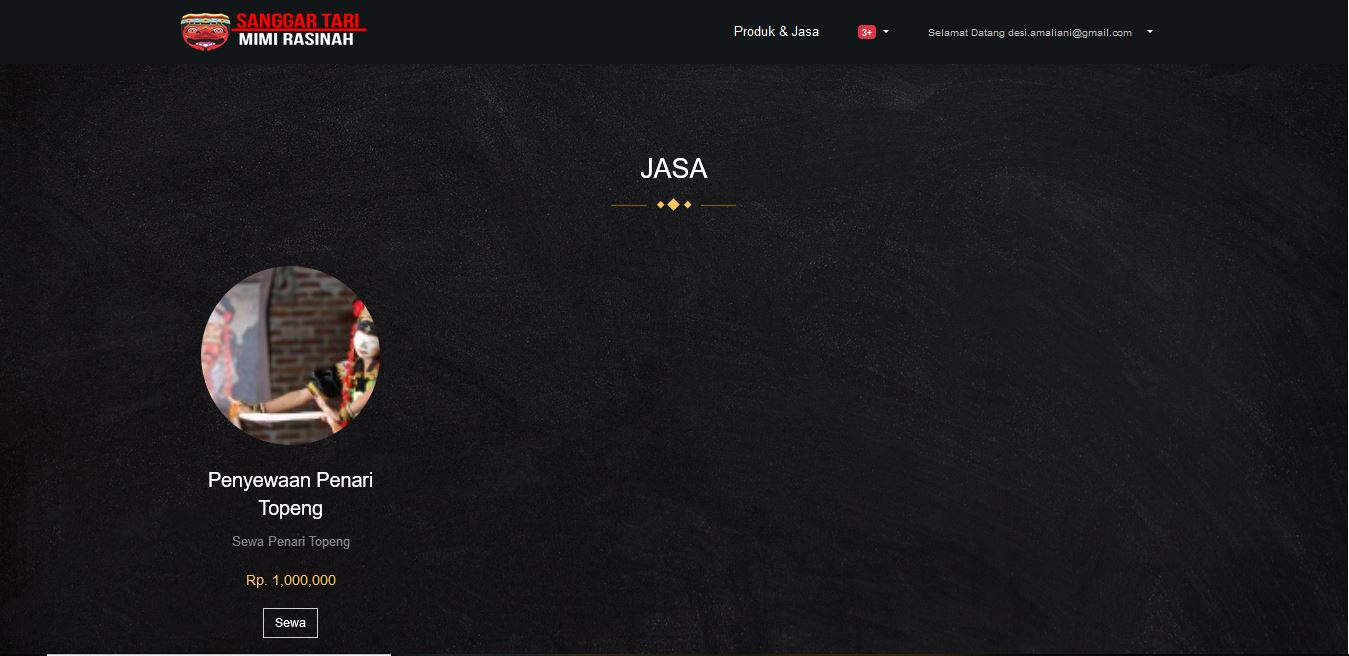 SANGGAR TARI
MIMI RASINAH
Produk & Jasa
3+
Selamat Datang desi.amaliani@gmail.com
JASA
Penyewaan Penari
Topeng
Sewa Penari Topeng
Rp. 1,000,000
Sewa